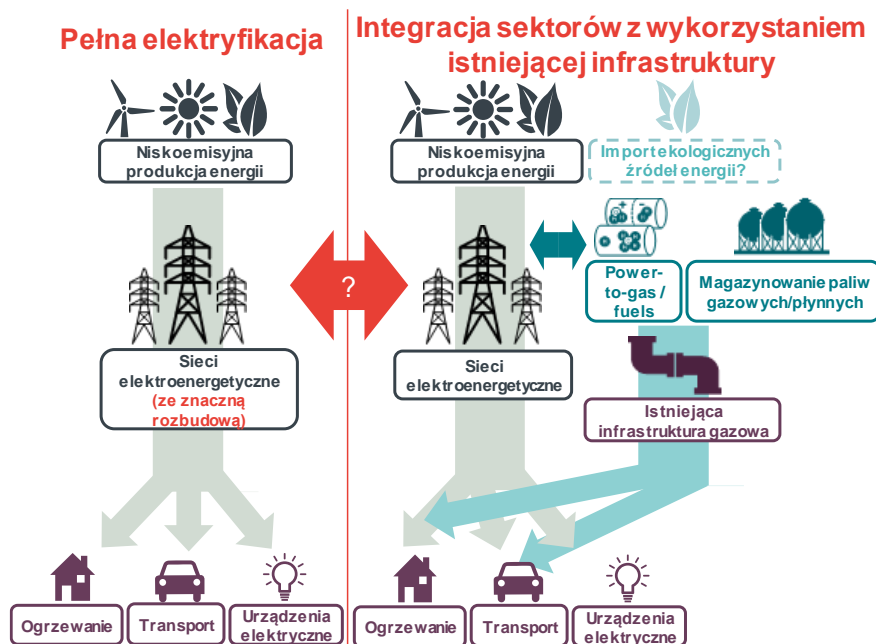 Pełna elektryfikacja
Niskoemisyjna
produkcja energii
Sieci
elektroenergetyczne
(ze znaczną
rozbudową)
Ogrzewanie
Transport
Urządzenia
elektryczne
?
Integracja sektorów z wykorzystaniem
istniejącej infrastruktury
Niskoemisyjna
produkcja energii
Import ekologicznych
źródeł energii?
Power-
to-gas /
fuels
Magazynowanie paliw
gazowych/płynnych
Sieci
elektroenergetyczne
Istniejąca
infrastruktura gazowa
Ogrzewanie
Transport
Urządzenia
elektryczne